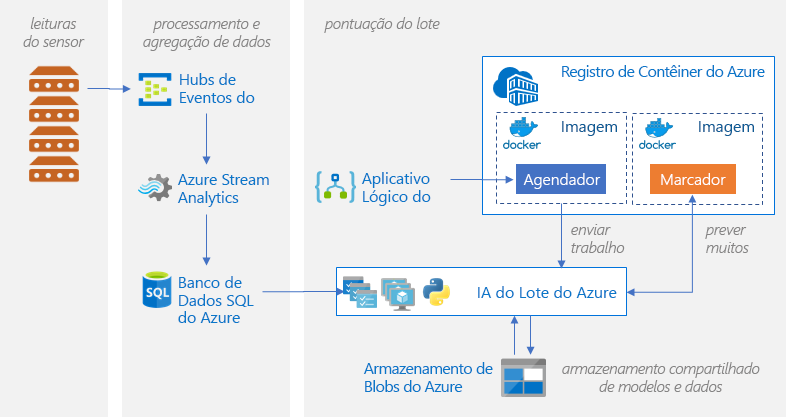 leituras
do sensor
processamento e
agregação de dados
pontuação do lote
Hubs de
Eventos do
Azure Stream
Analytics
SQL
Banco de
Dados SQL
do Azure
Registro de Contêiner do Azure
docker
Imagem
Agendador
docker
Imagem
Marcador
Aplicativo
Lógico do
enviar
trabalho
prever
muitos
IA do Lote do Azure
Armazenamento de
Blobs do Azure
armazenamento compartilhado
de modelos e dados